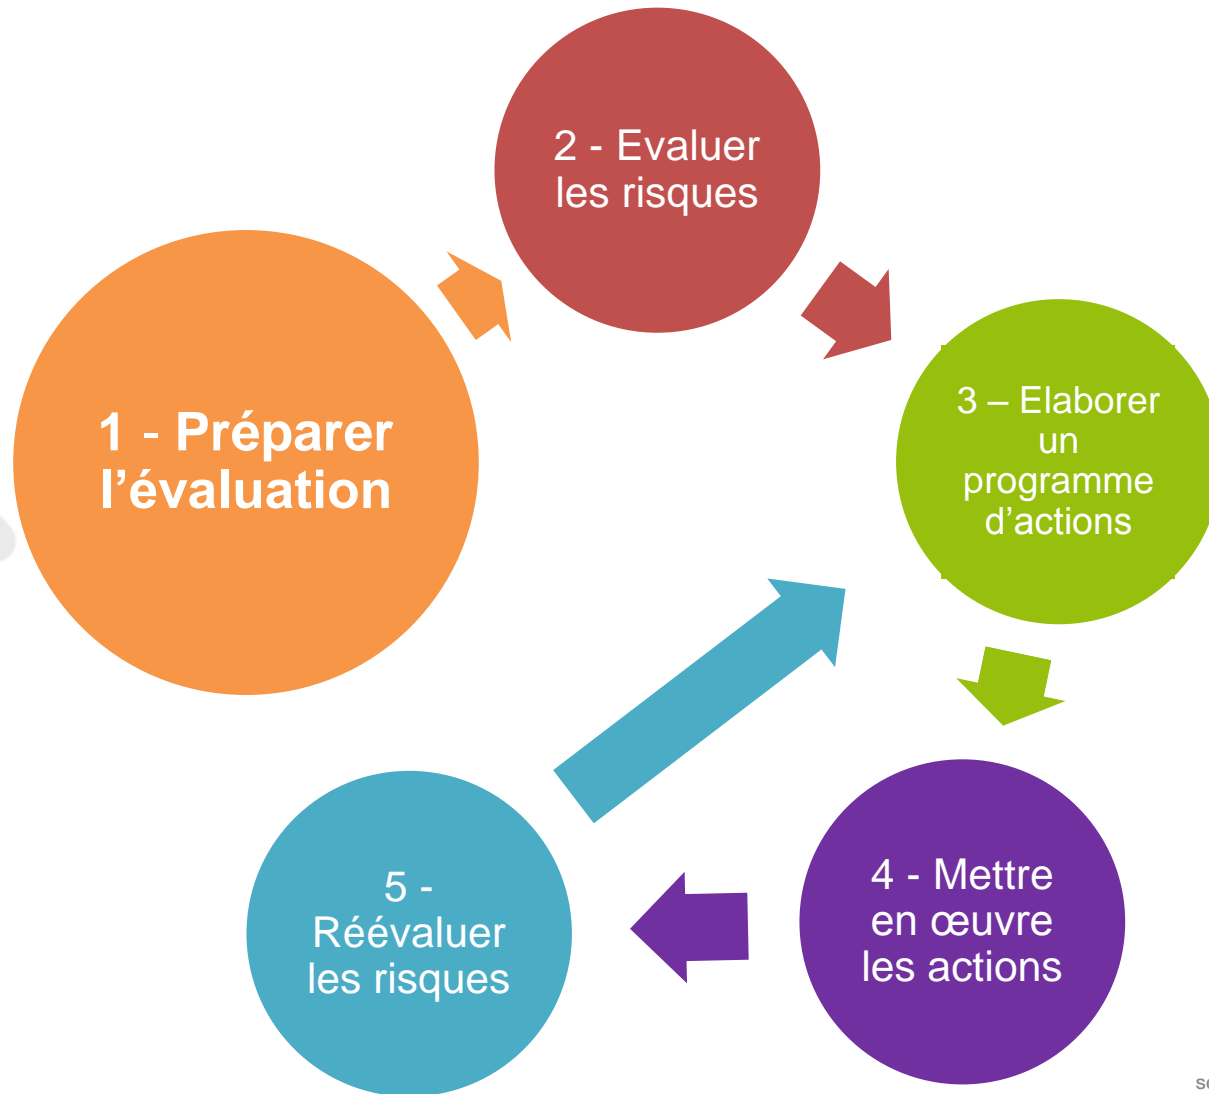 2 - Evaluer
les risques
1 - Préparer
l’évaluation
3 – Elaborer
un
programme
d’actions
4 - Mettre
en œuvre
les actions
5 -
Réévaluer
les risques